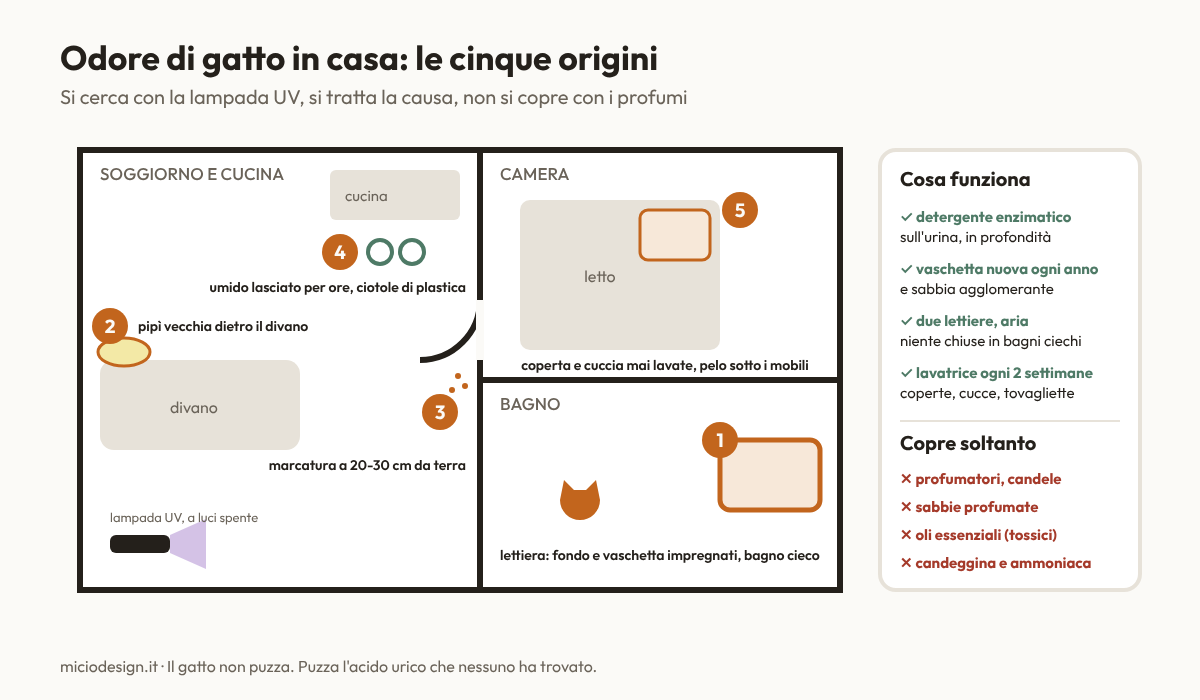 Odore di gatto in casa: le cinque origini
Si cerca con la lampada UV, si tratta la causa, non si copre con i profumi
SOGGIORNO E CUCINA
cucina
4
umido lasciato per ore, ciotole di plastica
2
pipì vecchia dietro il divano
divano
3
marcatura a 20-30 cm da terra
lampada UV, a luci spente
CAMERA
5
letto
coperta e cuccia mai lavate, pelo sotto i mobili
BAGNO
1
lettiera: fondo e vaschetta impregnati, bagno cieco
Cosa funziona
✓ detergente enzimatico
sull'urina, in profondità
✓ vaschetta nuova ogni anno
e sabbia agglomerante
✓ due lettiere, aria
niente chiuse in bagni ciechi
✓ lavatrice ogni 2 settimane
coperte, cucce, tovagliette
Copre soltanto
✕ profumatori, candele
✕ sabbie profumate
✕ oli essenziali (tossici)
✕ candeggina e ammoniaca
miciodesign.it · Il gatto non puzza. Puzza l'acido urico che nessuno ha trovato.